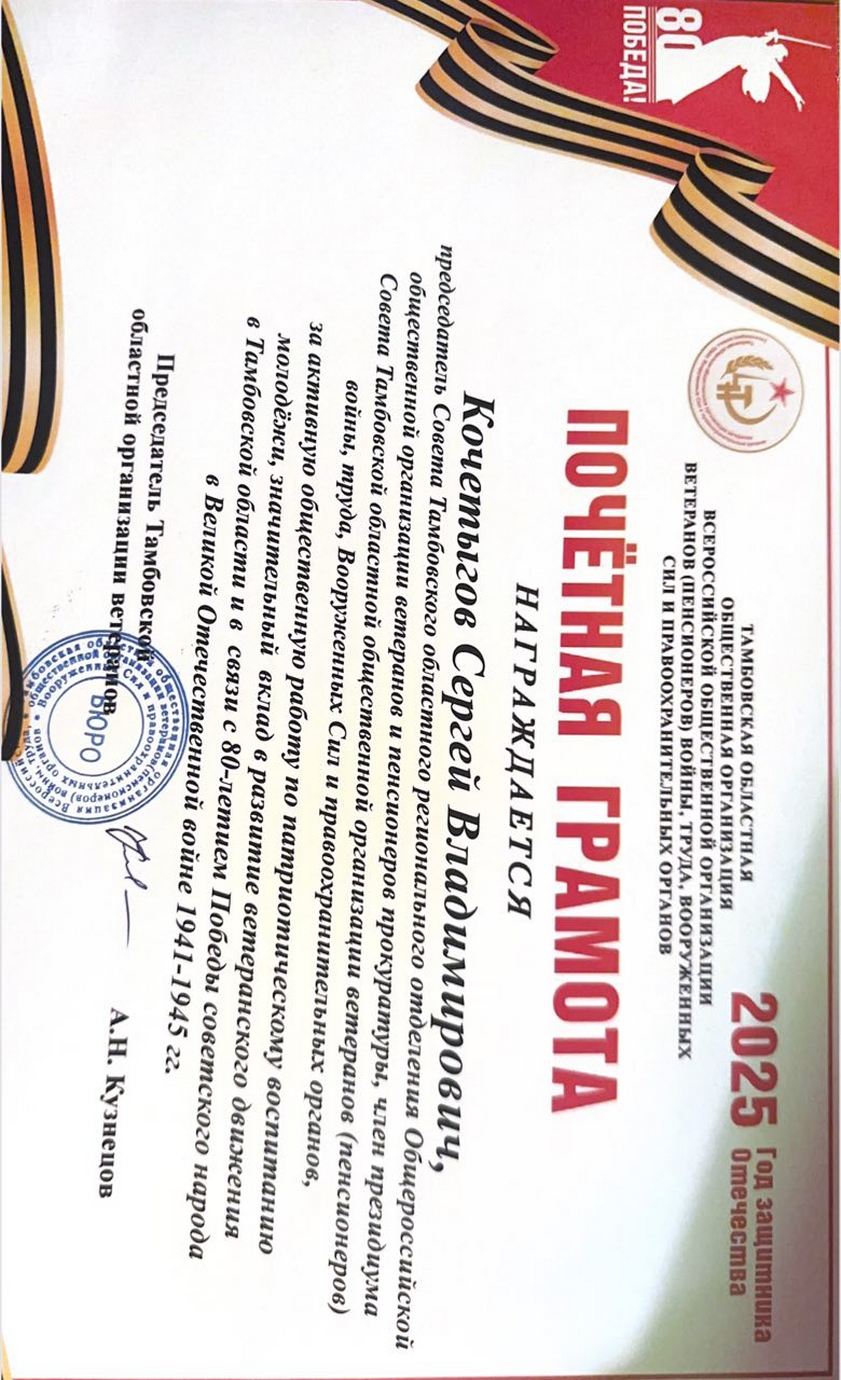 80
ПОБЕДА!
ТАМБОВСКАЯ ОБЛАСТНАЯ
ОБЩЕСТВЕННАЯ ОРГАНИЗАЦИЯ
ВСЕРОССИЙСКОЙ ОБЩЕСТВЕННОЙ ОРГАНИЗАЦИИ
ВЕТЕРАНОВ (ПЕНСИОНЕРОВ) ВОЙНЫ, ТРУДА, ВООРУЖЕННЫХ
СИЛ И ПРАВООХРАНИТЕЛЬНЫХ ОРГАНОВ
2025 Год защитника
Отечества
ПОЧЁТНАЯ ГРАМОТА
НАГРАЖДАЕТСЯ
Кочетыгов Сергей Владимирович,
председатель Совета Тамбовского областного регионального отделения Общероссийской
общественной организации ветеранов и пенсионеров прокуратуры, член президиума
Совета Тамбовской областной общественной организации ветеранов (пенсионеров)
войны, труда, Вооруженных Сил и правоохранительных органов,
за активную общественную работу по патриотическому воспитанию
молодёжи, значительный вклад в развитие ветеранского движения
в Тамбовской области и в связи с 80-летием Победы советского народа
в Великой Отечественной войне 1941-1945 гг.
Председатель Тамбовской
областной организации ветеранов
А.Н. Кузнецов
БЮРО